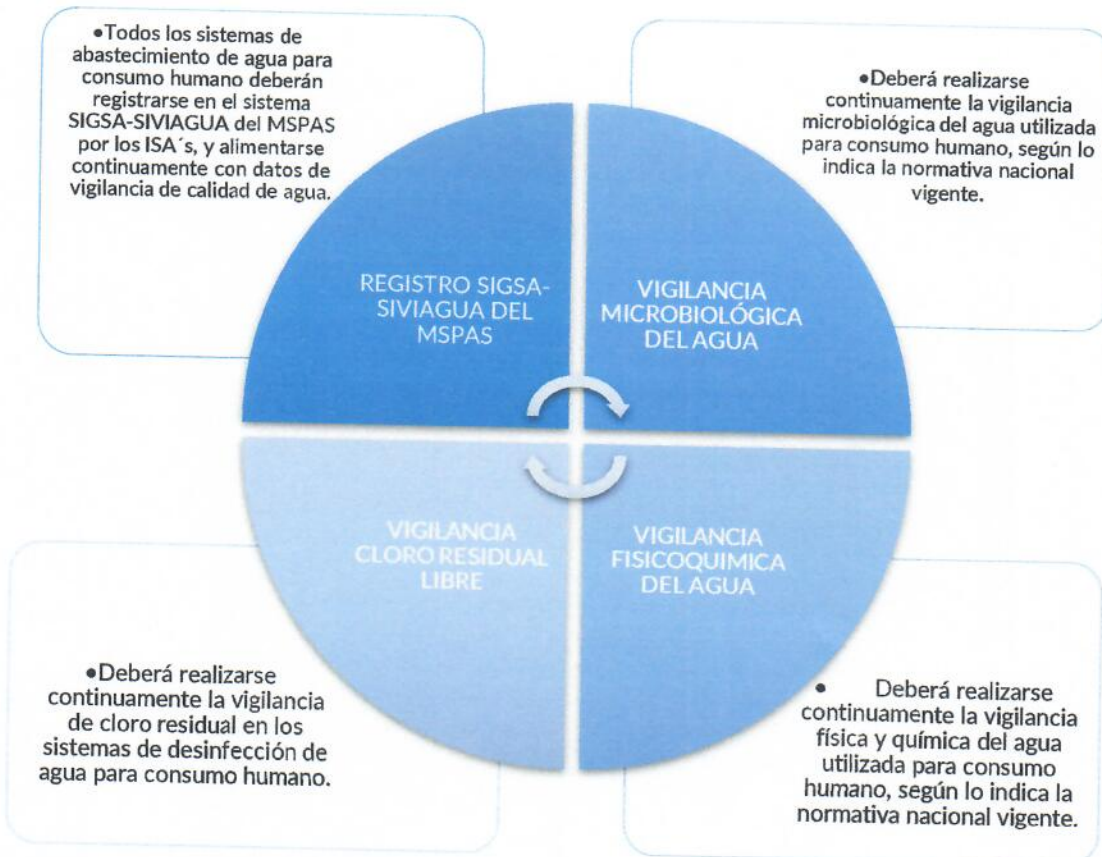 •Todos los sistemas de
abastecimiento de agua para
consumo humano deberán
registrarse en el sistema
SIGSA-SIVIAGUA del MSPAS
por los ISA´s, y alimentarse
continuamente con datos de
vigilancia de calidad de agua.
•Deberá realizarse
continuamente la vigilancia
microbiológica del agua utilizada
para consumo humano, según lo
indica la normativa nacional
vigente.
REGISTRO SIGSA-
SIVIAGUA DEL
MSPAS
VIGILANCIA
MICROBIOLÓGICA
DEL AGUA
VIGILANCIA
CLORO RESIDUAL
LIBRE
VIGILANCIA
FISICOQUIMICA
DEL AGUA
•Deberá realizarse
continuamente la vigilancia
de cloro residual en los
sistemas de desinfección de
agua para consumo humano.
• Deberá realizarse
continuamente la vigilancia
física y química del agua
utilizada para consumo
humano, según lo indica la
normativa nacional vigente.